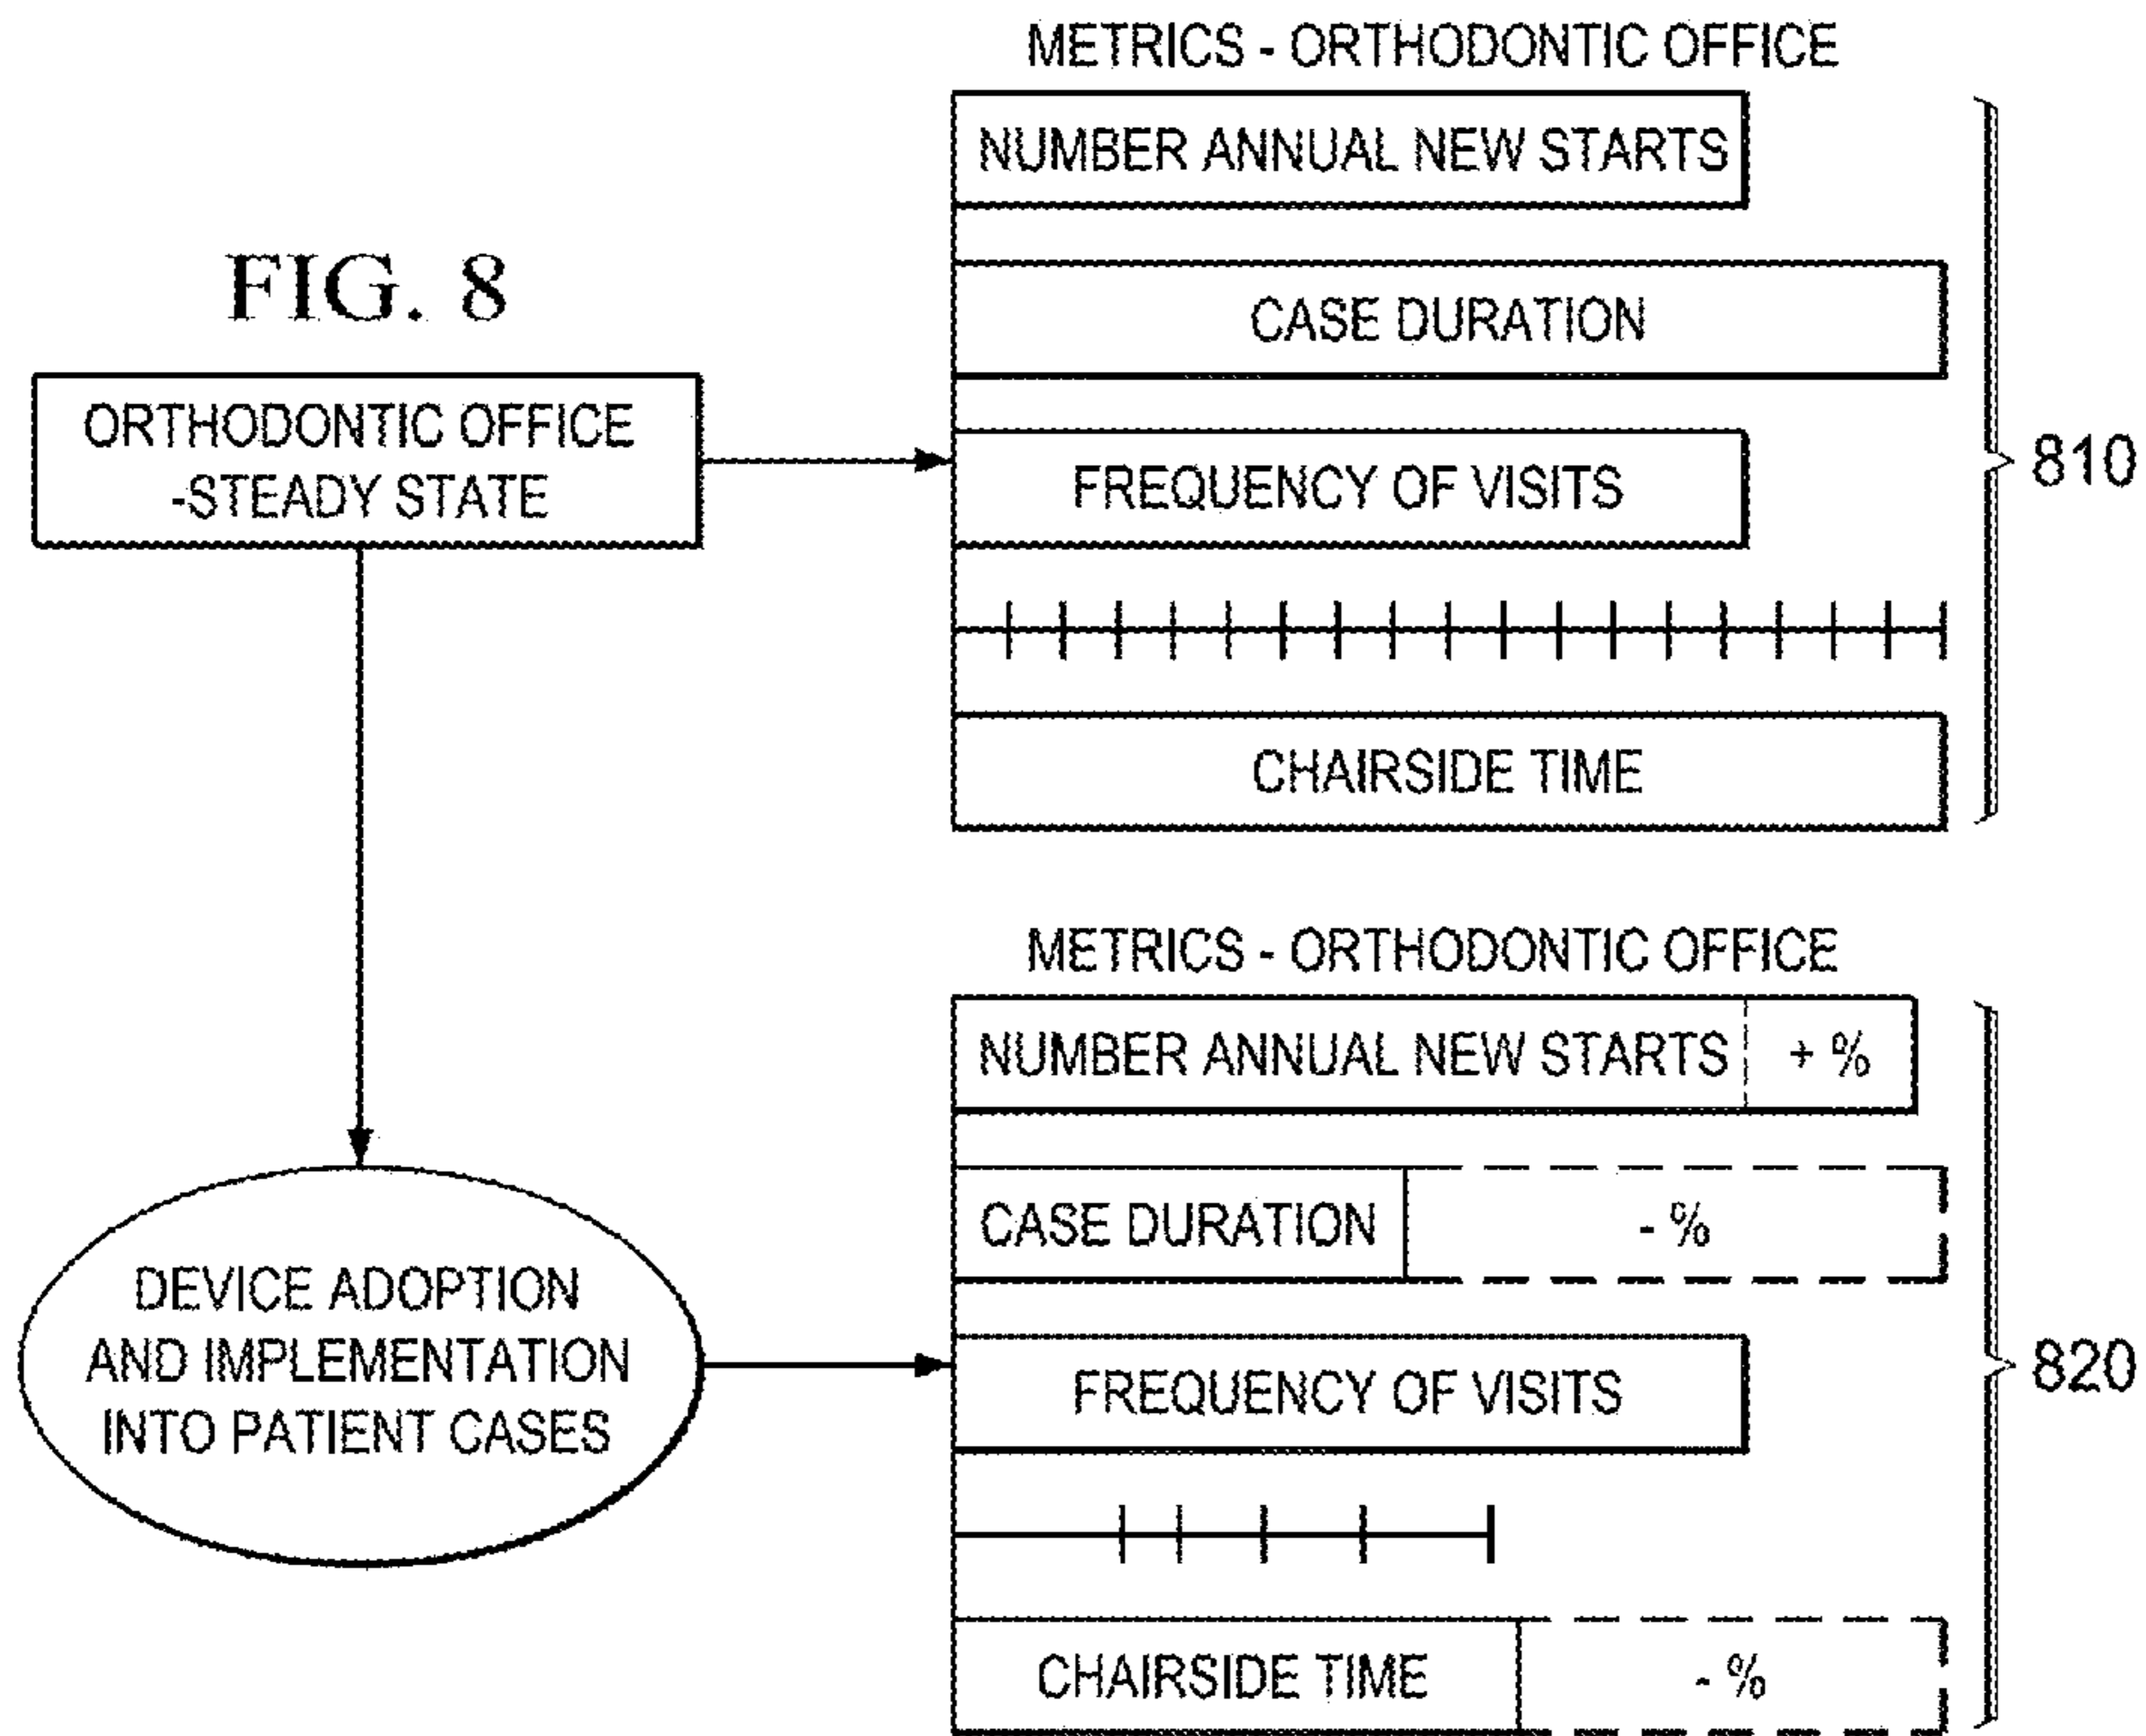 METRICS - ORTHODONTIC OFFICE
NUMBER ANNUAL NEW STARTS
FIG. 8
CASE DURATION
ORTHODONTIC OFFICE
-STEADY STATE
FREQUENCY OF VISITS
810
CHAIRSIDE TIME
METRICS - ORTHODONTIC OFFICE
NUMBER ANNUAL NEW STARTS + %
CASE DURATION - %
DEVICE ADOPTION
AND IMPLEMENTATION
INTO PATIENT CASES
FREQUENCY OF VISITS
820
CHAIRSIDE TIME - %